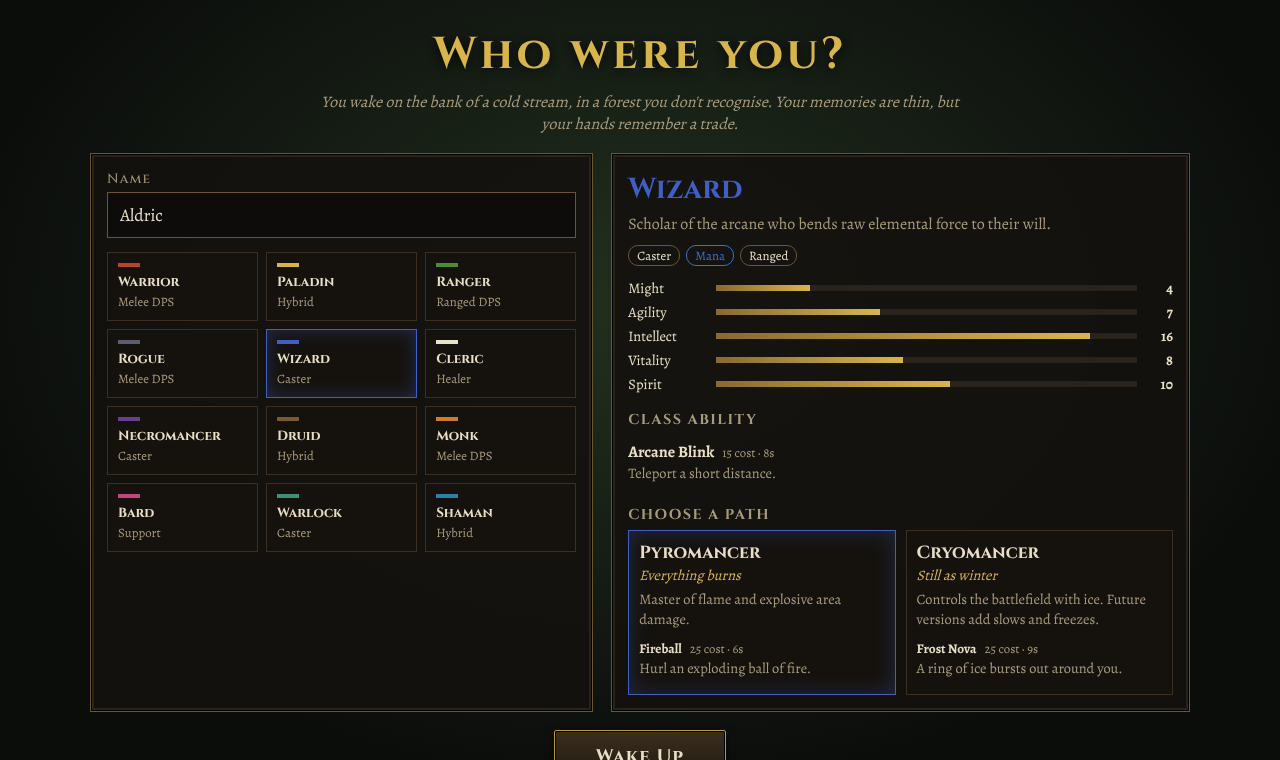 Who were you?
You wake on the bank of a cold stream, in a forest you don't recognise. Your memories are thin, but
your hands remember a trade.
Name
Aldric
Warrior
Melee DPS
Paladin
Hybrid
Ranger
Ranged DPS
Rogue
Melee DPS
Wizard
Caster
Cleric
Healer
Necromancer
Caster
Druid
Hybrid
Monk
Melee DPS
Bard
Support
Warlock
Caster
Shaman
Hybrid
Wizard
Scholar of the arcane who bends raw elemental force to their will.
Caster Mana Ranged
Might 4
Agility 7
Intellect 16
Vitality 8
Spirit 10
CLASS ABILITY
Arcane Blink 15 cost · 8s
Teleport a short distance.
CHOOSE A PATH
Pyromancer
Everything burns
Master of flame and explosive area
damage.
Fireball 25 cost · 6s
Hurl an exploding ball of fire.
Cryomancer
Still as winter
Controls the battlefield with ice. Future
versions add slows and freezes.
Frost Nova 25 cost · 9s
A ring of ice bursts out around you.
Wake Up